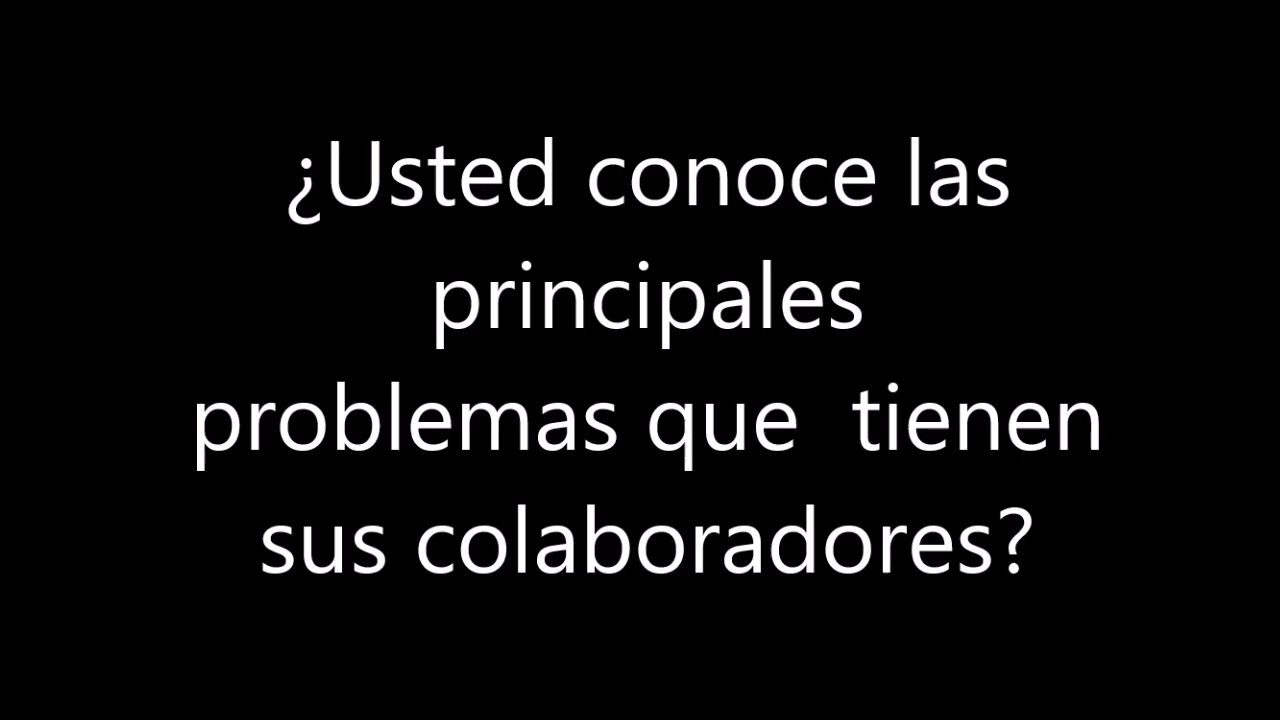 ¿Usted conoce las
principales
problemas que  tienen
sus colaboradores?